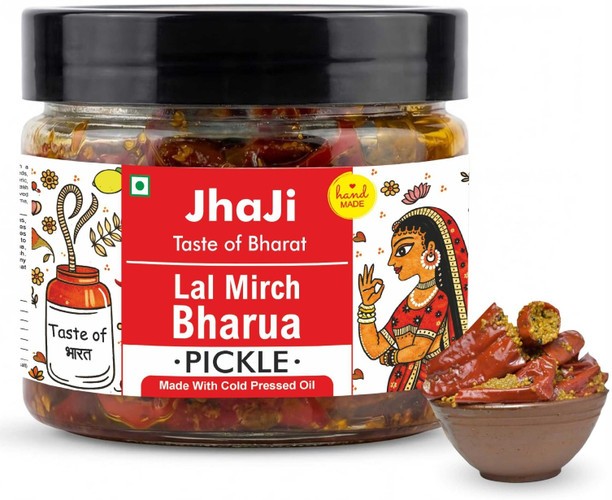 JhaJi
Taste of Bharat
hand
MADE
Lal Mirch
Bharua
·PICKLE·
Made With Cold Pressed Oil
Taste of
भारत